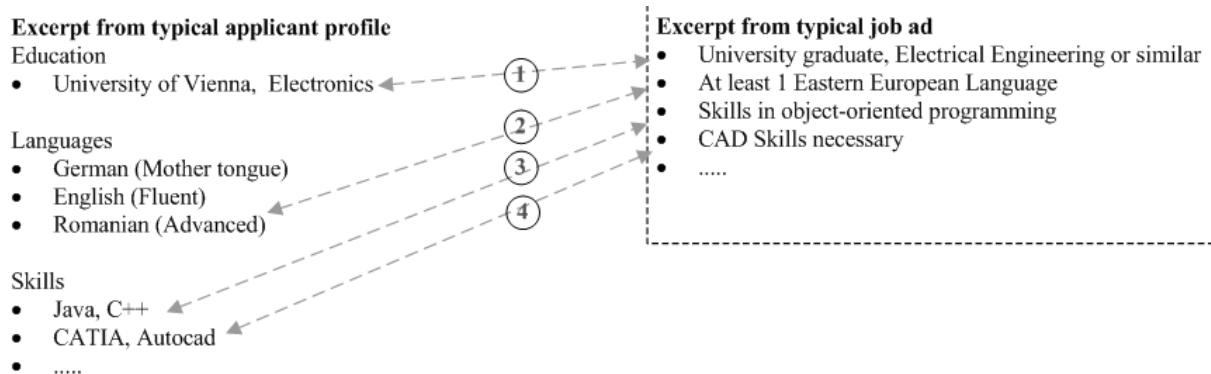 Excerpt from typical applicant profile
Education
• University of Vienna, Electronics
Languages
• German (Mother tongue)
• English (Fluent)
• Romanian (Advanced)
Skills
• Java, C++
• CATIA, Autocad
• .....
1
2
3
4
Excerpt from typical job ad
• University graduate, Electrical Engineering or similar
• At least 1 Eastern European Language
• Skills in object-oriented programming
• CAD Skills necessary
• .....